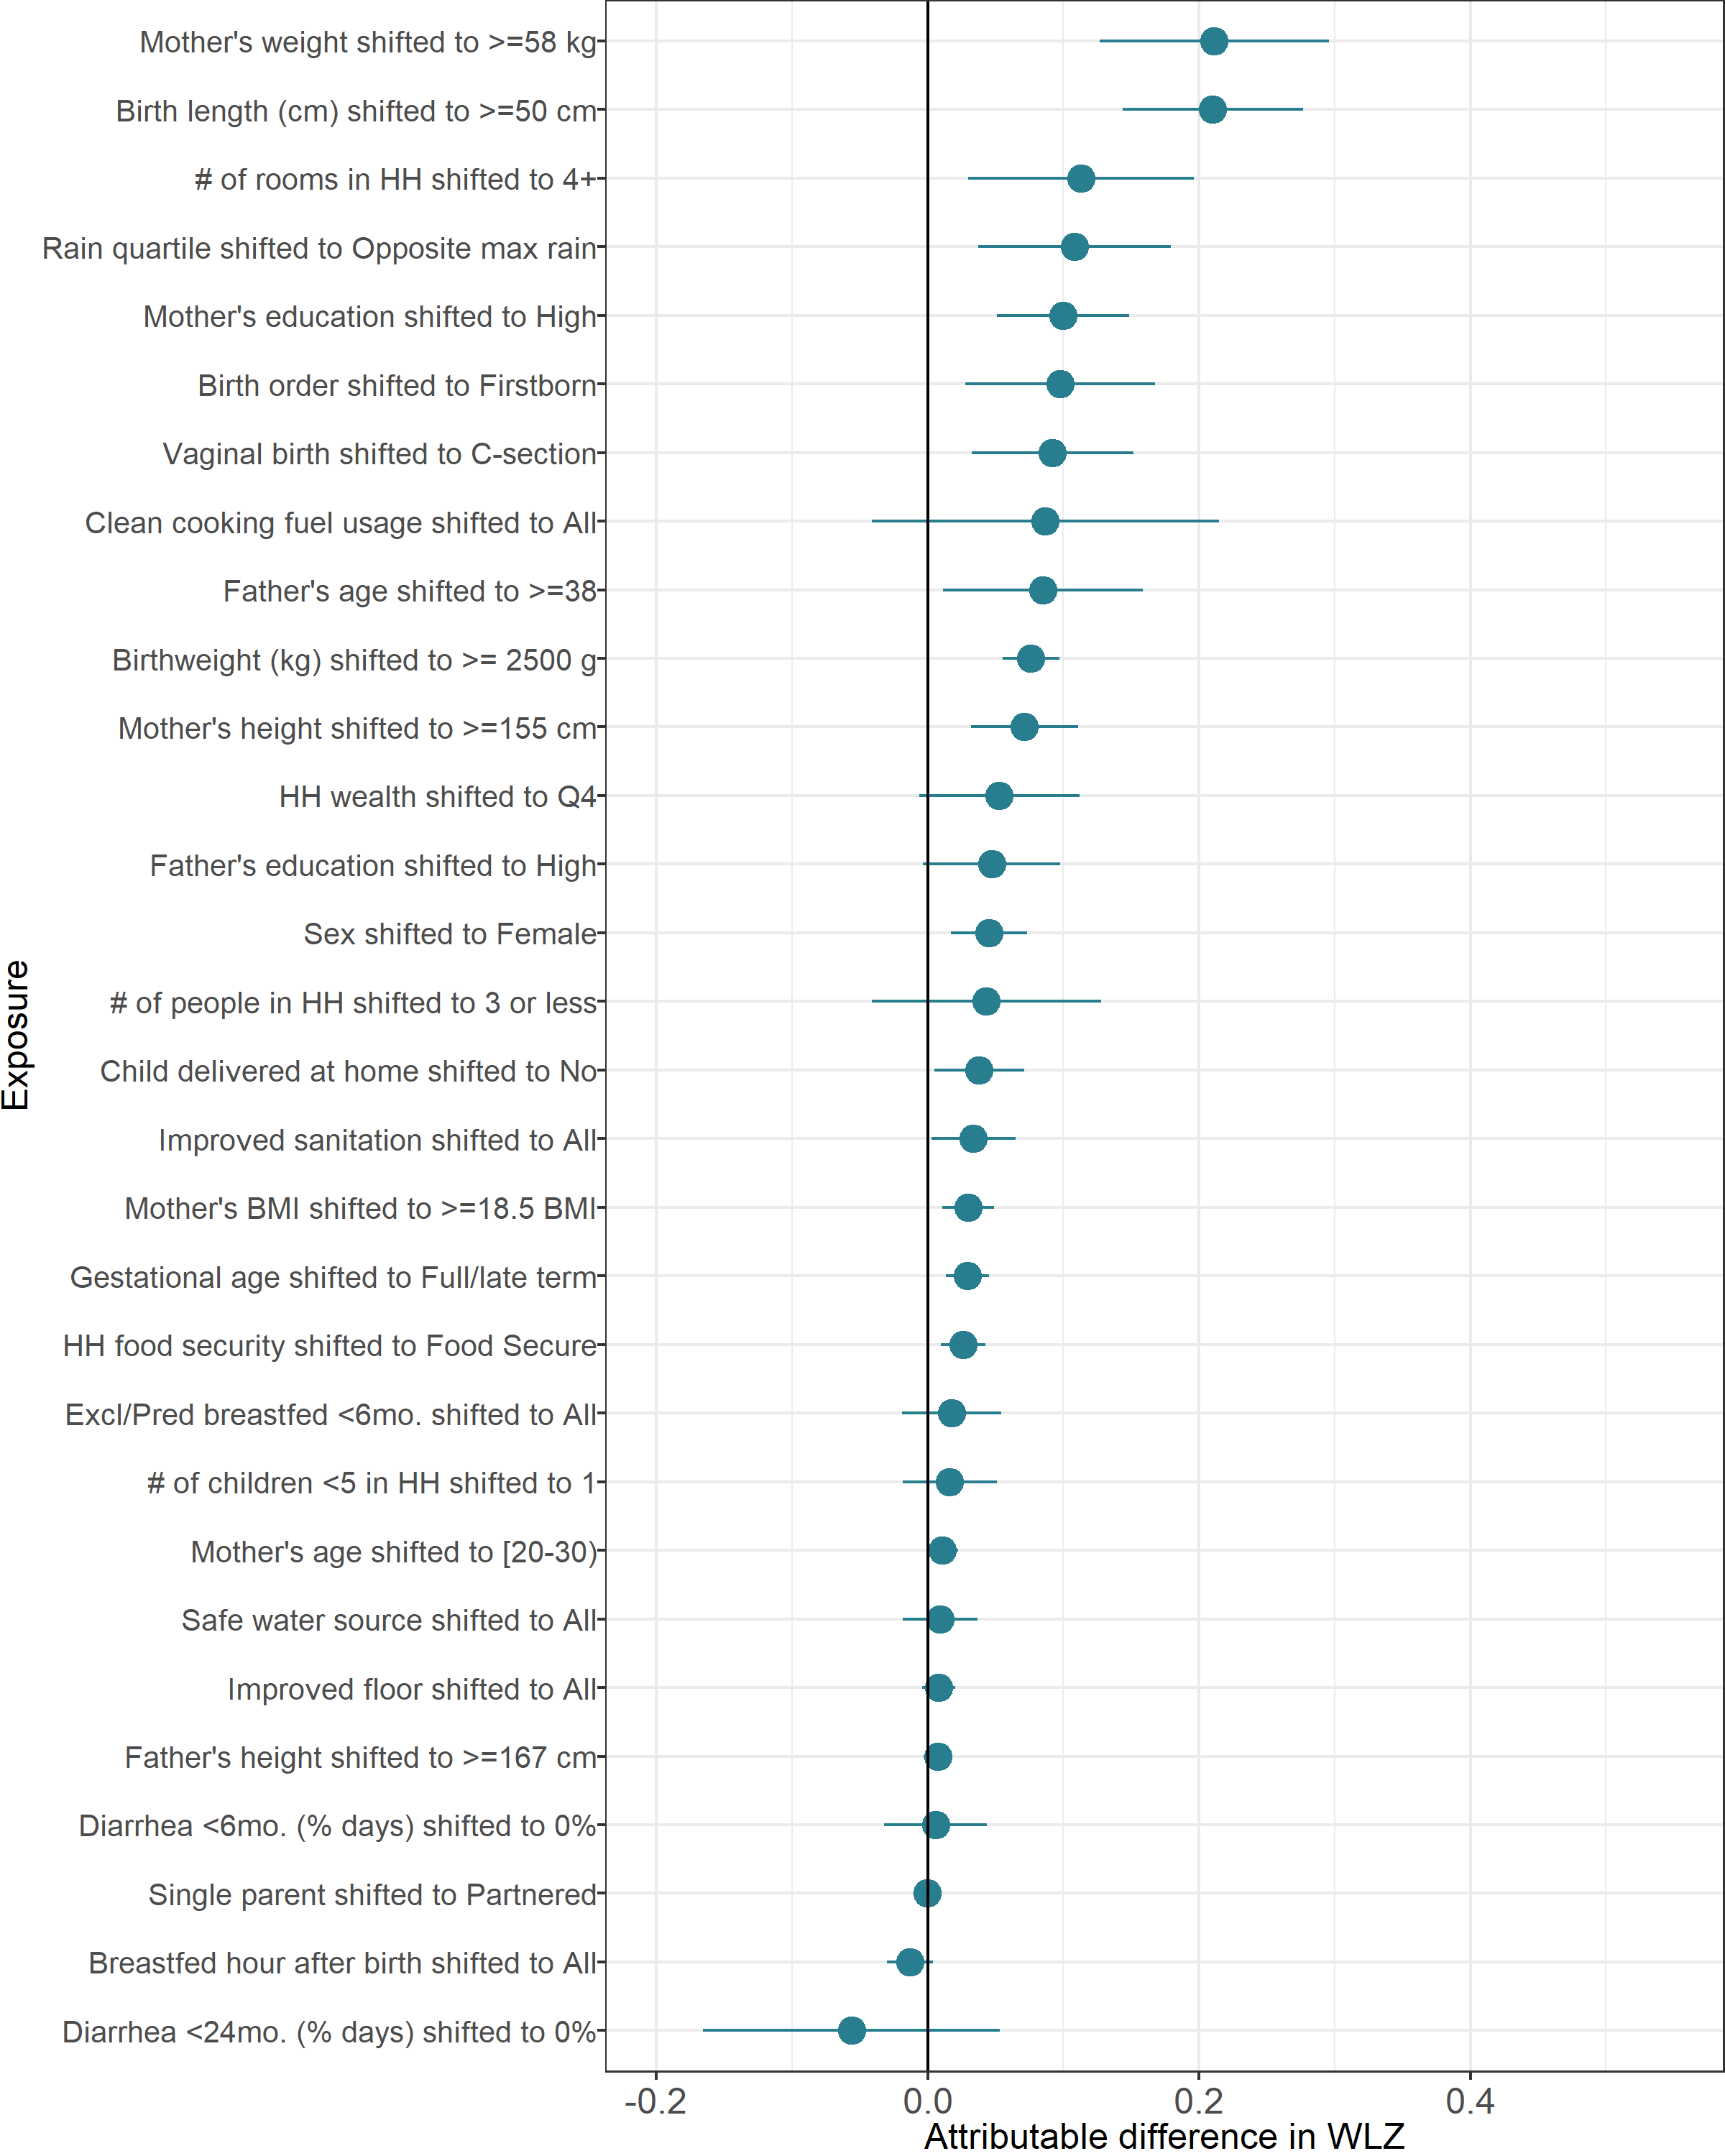 Mother's weight shifted to >=58 kg
Birth length (cm) shifted to >=50 cm
# of rooms in HH shifted to 4+
Rain quartile shifted to Opposite max rain
Mother's education shifted to High
Birth order shifted to Firstborn
Vaginal birth shifted to C-section
Clean cooking fuel usage shifted to All
Father's age shifted to >=38
Birthweight (kg) shifted to >= 2500 g
Mother's height shifted to >=155 cm
HH wealth shifted to Q4
Father's education shifted to High
Sex shifted to Female
# of people in HH shifted to 3 or less
Child delivered at home shifted to No
Improved sanitation shifted to All
Mother's BMI shifted to >=18.5 BMI
Gestational age shifted to Full/late term
HH food security shifted to Food Secure
Excl/Pred breastfed <6mo. shifted to All
# of children <5 in HH shifted to 1
Mother's age shifted to [20-30)
Safe water source shifted to All
Improved floor shifted to All
Father's height shifted to >=167 cm
Diarrhea <6mo. (% days) shifted to 0%
Single parent shifted to Partnered
Breastfed hour after birth shifted to All
Diarrhea <24mo. (% days) shifted to 0%
Exposure
-0.2 0.0 0.2 0.4
Attributable difference in WLZ